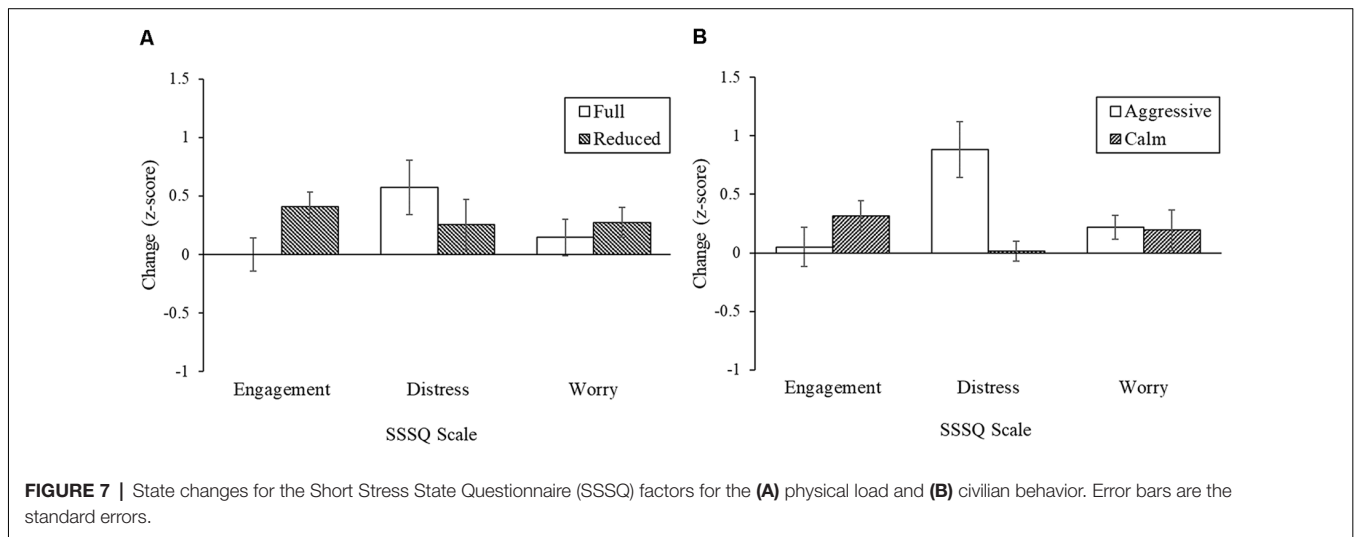 A
1.5
1
0.5
0
-0.5
-1
Change (z-score)
Full
Reduced
Engagement Distress Worry
SSSQ Scale
B
1.5
1
0.5
0
-0.5
-1
Change (z-score)
Aggressive
Calm
Engagement Distress Worry
SSSQ Scale
FIGURE 7 | State changes for the Short Stress State Questionnaire (SSSQ) factors for the (A) physical load and (B) civilian behavior. Error bars are the
standard errors.